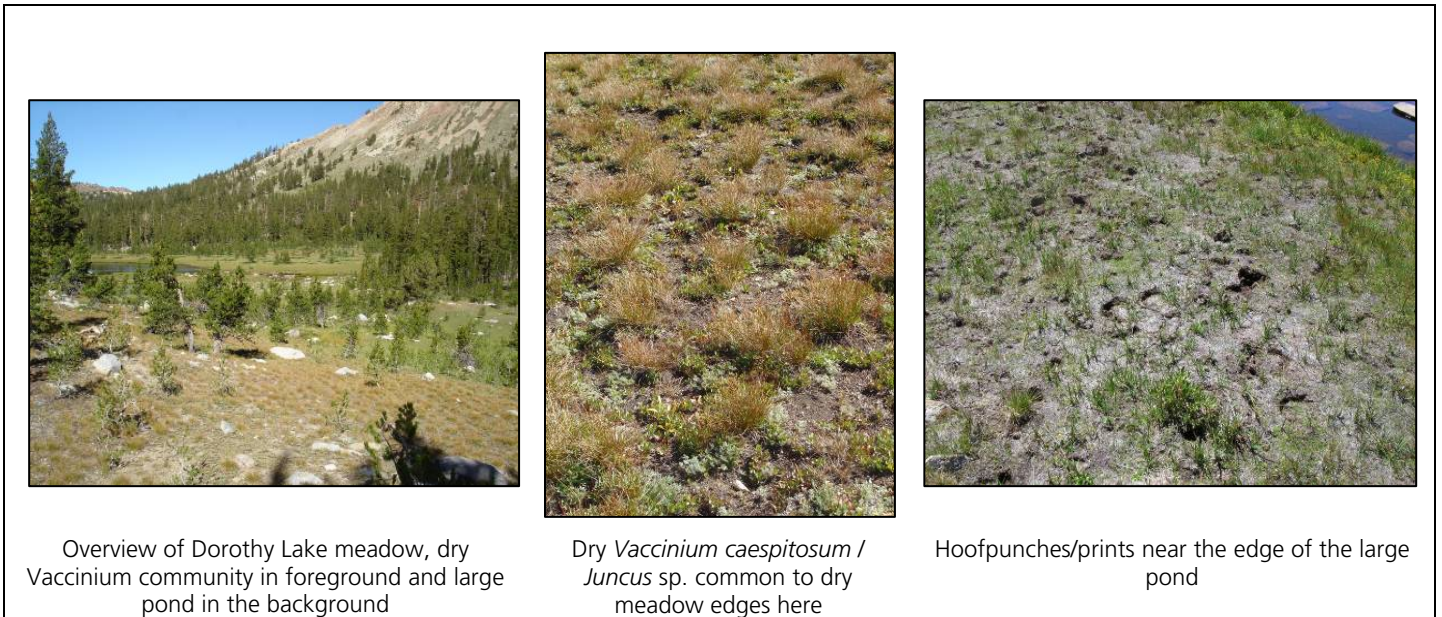 Overview of Dorothy Lake meadow, dry
Vaccinium community in foreground and large
pond in the background
Dry Vaccinium caespitosum /
Juncus sp. common to dry
meadow edges here
Hoofpunches/prints near the edge of the large
pond